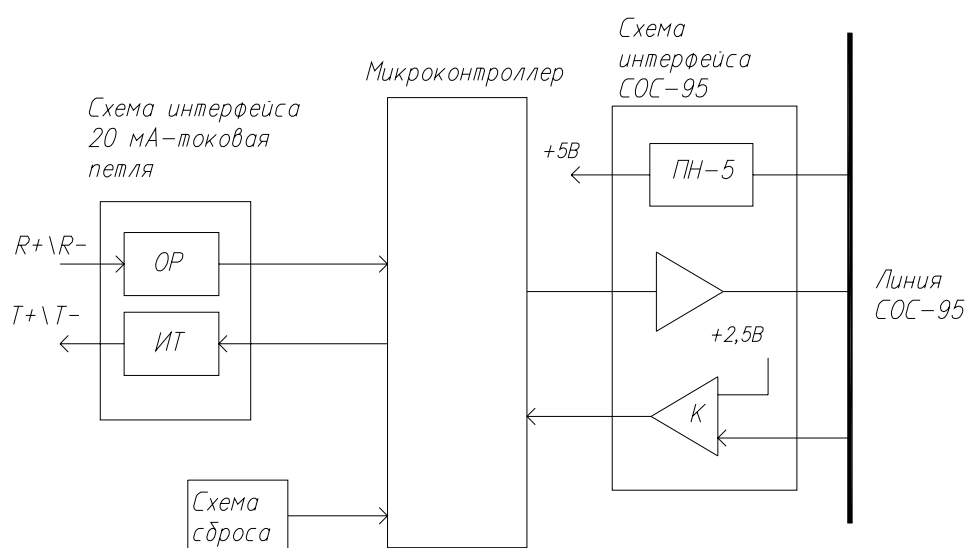 Схема
интерфейса
СОС-95
Микроконтроллер
Схема интерфейса
20 мА-токовая
петля
+5В
ПН-5
R+\R-
ОР
T+\T-
ИТ
Линия
СОС-95
+2,5В
К
Схема
сброса